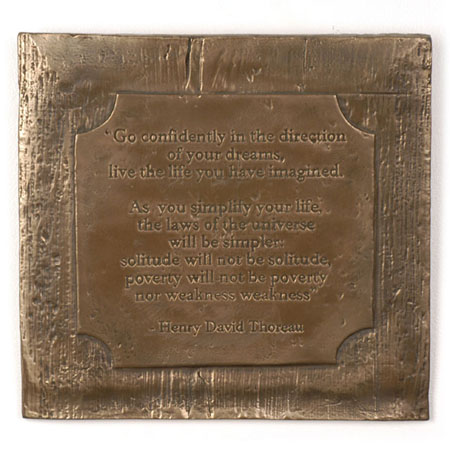 "Go confidently in the direction
of your dreams,
live the life you have imagined.
As you simplify your life,
the laws of the universe
will be simpler:
solitude will not be solitude,
poverty will not be poverty
nor weakness weakness"
- Henry David Thoreau